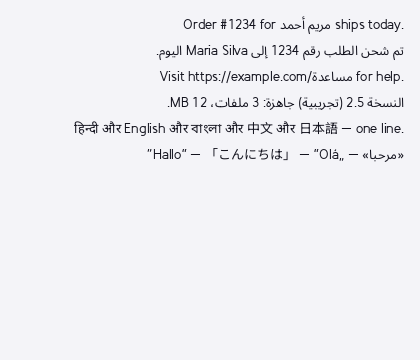 Order #1234 for مريم أحمد ships today.
تم شحن الطلب رقم 1234 إلى Maria Silva اليوم.
Visit https://example.com/مساعدة for help.
النسخة 2.5 (تجريبية) جاهزة: 3 ملفات، 12 MB.
हिन्दी और English और বাংলা और 中文 और 日本語 — one line.
«مرحبا» — „Olá“ — 「こんにちは」 — ”Hallo”